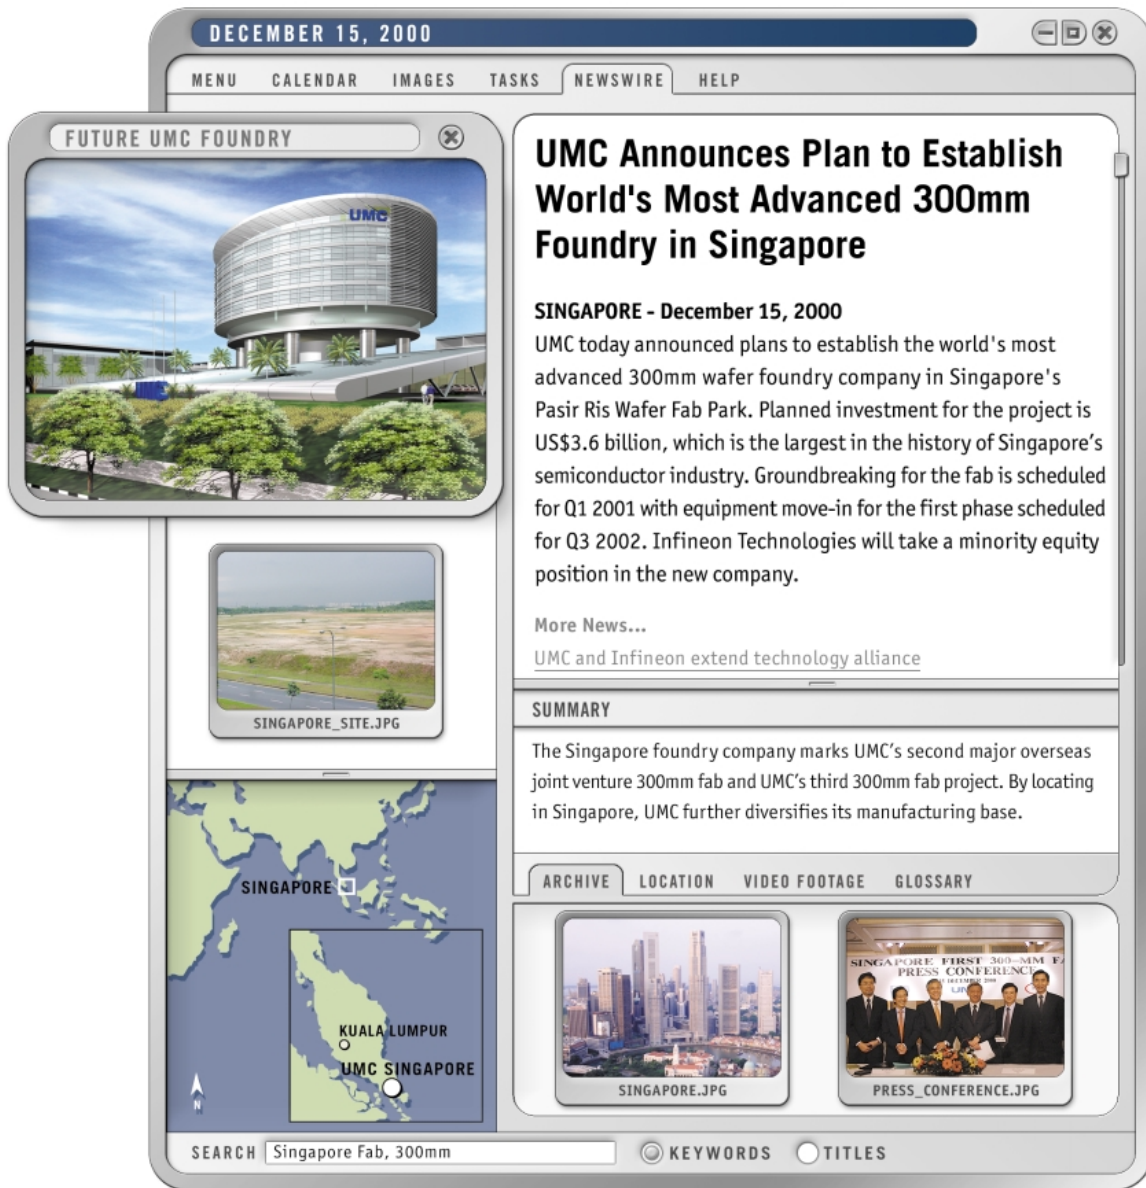 DECEMBER 15, 2000
MENU CALENDAR IMAGES TASKS NEWSWIRE HELP
FUTURE UMC FOUNDRY
UMC
UMC Announces Plan to Establish
World's Most Advanced 300mm
Foundry in Singapore
SINGAPORE - December 15, 2000
UMC today announced plans to establish the world's most
advanced 300mm wafer foundry company in Singapore's
Pasir Ris Wafer Fab Park. Planned investment for the project is
US$3.6 billion, which is the largest in the history of Singapore’s
semiconductor industry. Groundbreaking for the fab is scheduled
for Q1 2001 with equipment move-in for the first phase scheduled
for Q3 2002. Infineon Technologies will take a minority equity
position in the new company.
More News...
UMC and Infineon extend technology alliance
SINGAPORE_SITE.JPG
SUMMARY
The Singapore foundry company marks UMC’s second major overseas
joint venture 300mm fab and UMC’s third 300mm fab project. By locating
in Singapore, UMC further diversifies its manufacturing base.
SINGAPORE
KUALA LUMPUR
UMC SINGAPORE
N
ARCHIVE LOCATION VIDEO FOOTAGE GLOSSARY
SINGAPORE FIRST 300-MM FA
PRESS CONFERENCE
DECEMBER 2000
UMC
SINGAPORE.JPG
PRESS_CONFERENCE.JPG
SEARCH Singapore Fab, 300mm KEYWORDS TITLES